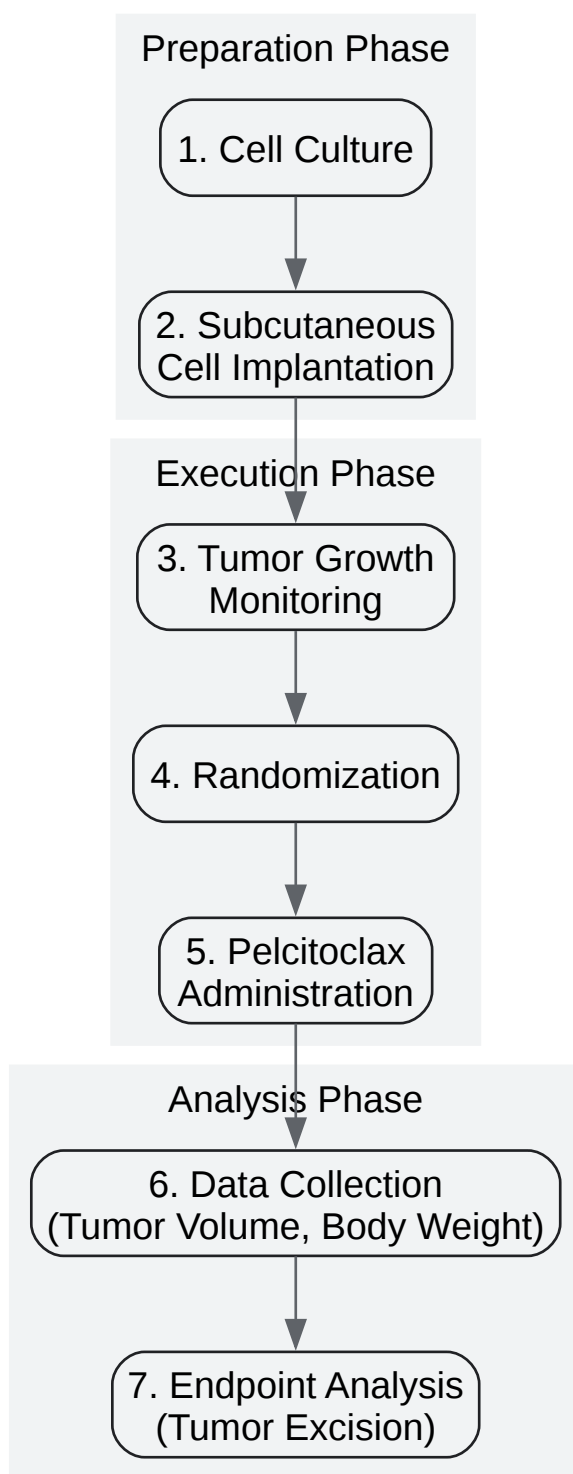 Preparation Phase
1. Cell Culture
2. Subcutaneous
Cell Implantation
Execution Phase
3. Tumor Growth
Monitoring
4. Randomization
5. Pelcitoclax
Administration
Analysis Phase
6. Data Collection
(Tumor Volume, Body Weight)
7. Endpoint Analysis
(Tumor Excision)